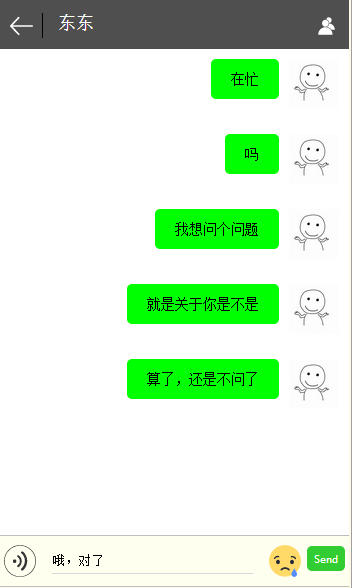 东东
在忙
吗
我想问个问题
就是关于你是不是
算了，还是不问了
哦，对了
Send